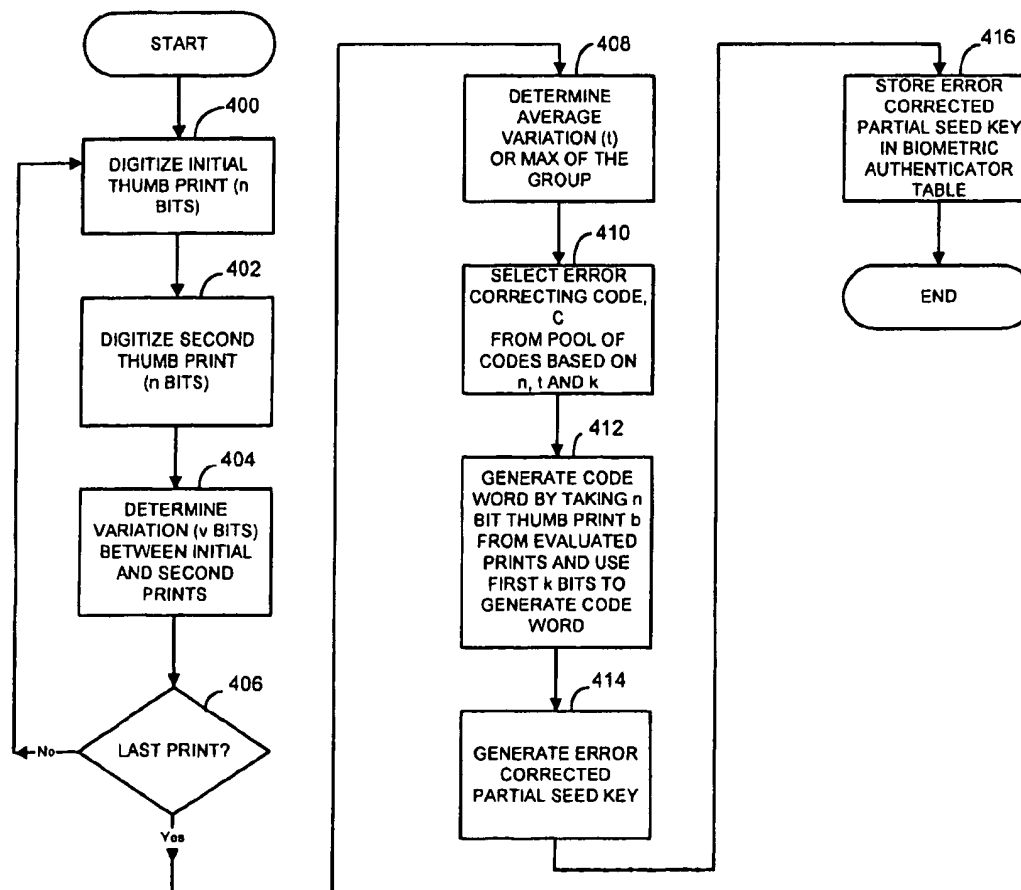 START
400
DIGITIZE INITIAL
THUMB PRINT (n
BITS)
402
DIGITIZE SECOND
THUMB PRINT
(n BITS)
404
DETERMINE
VARIATION (v BITS)
BETWEEN INITIAL
AND SECOND
PRINTS
406
LAST PRINT?
No
Yes
408
DETERMINE
AVERAGE
VARIATION (t)
OR MAX OF THE
GROUP
410
SELECT ERROR
CORRECTING CODE,
C
FROM POOL OF
CODES BASED ON
n, t AND k
412
GENERATE CODE
WORD BY TAKING n
BIT THUMB PRINT b
FROM EVALUATED
PRINTS AND USE
FIRST k BITS TO
GENERATE CODE
WORD
414
GENERATE ERROR
CORRECTED
PARTIAL SEED KEY
416
STORE ERROR
CORRECTED
PARTIAL SEED KEY
IN BIOMETRIC
AUTHENTICATOR
TABLE
END